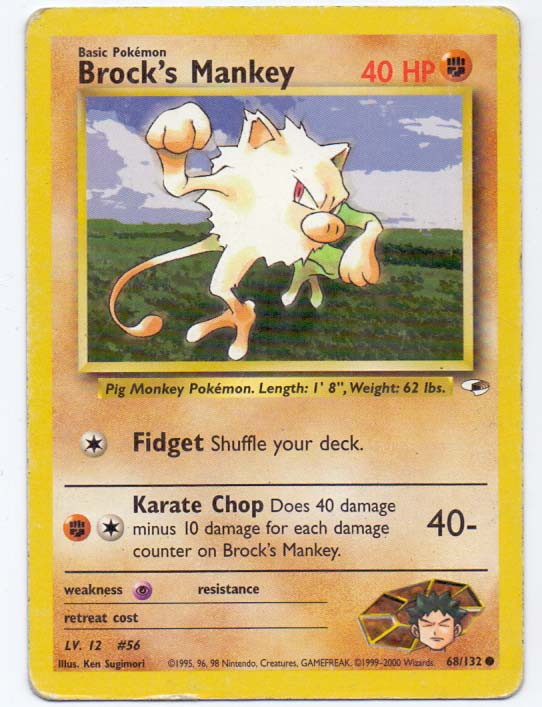 Basic Pokémon
Brock's Mankey 40 HP
Pig Monkey Pokémon. Length: 1' 8", Weight: 62 lbs.
Fidget Shuffle your deck.
Karate Chop Does 40 damage
minus 10 damage for each damage
counter on Brock's Mankey.
40-
weakness resistance
retreat cost
LV. 12 #56
Illus. Ken Sugimori ©1995, 96, 98 Nintendo, Creatures, GAMEFREAK. ©1999-2000 Wizards. 68/132